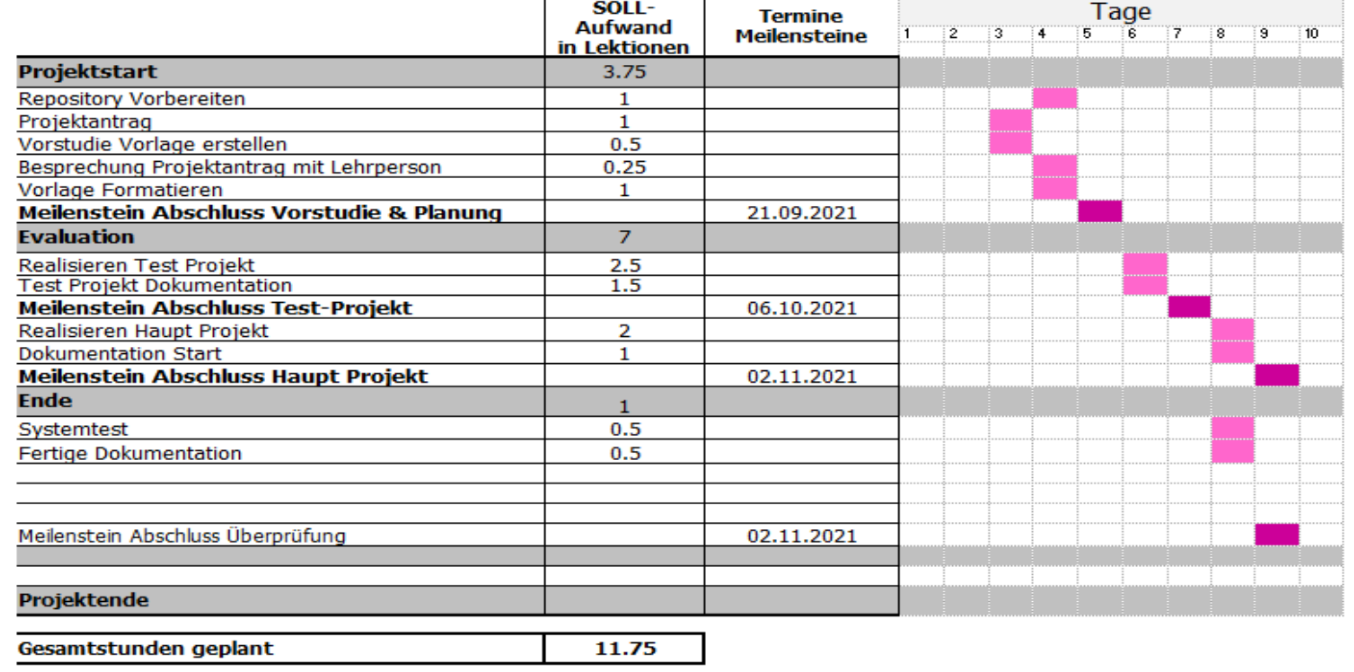 SOLL-
Aufwand
in Lektionen
Termine
Meilensteine
Tage
1 2 3 4 5 6 7 8 9 10
Projektstart 3.75
Repository Vorbereiten 1
Projektantrag 1
Vorstudie Vorlage erstellen 0.5
Besprechung Projektantrag mit Lehrperson 0.25
Vorlage Formatieren 1
Meilenstein Abschluss Vorstudie & Planung 21.09.2021
Evaluation 7
Realisieren Test Projekt 2.5
Test Projekt Dokumentation 1.5
Meilenstein Abschluss Test-Projekt 06.10.2021
Realisieren Haupt Projekt 2
Dokumentation Start 1
Meilenstein Abschluss Haupt Projekt 02.11.2021
Ende 1
Systemtest 0.5
Fertige Dokumentation 0.5
Meilenstein Abschluss Überprüfung 02.11.2021
Projektende
Gesamtstunden geplant 11.75